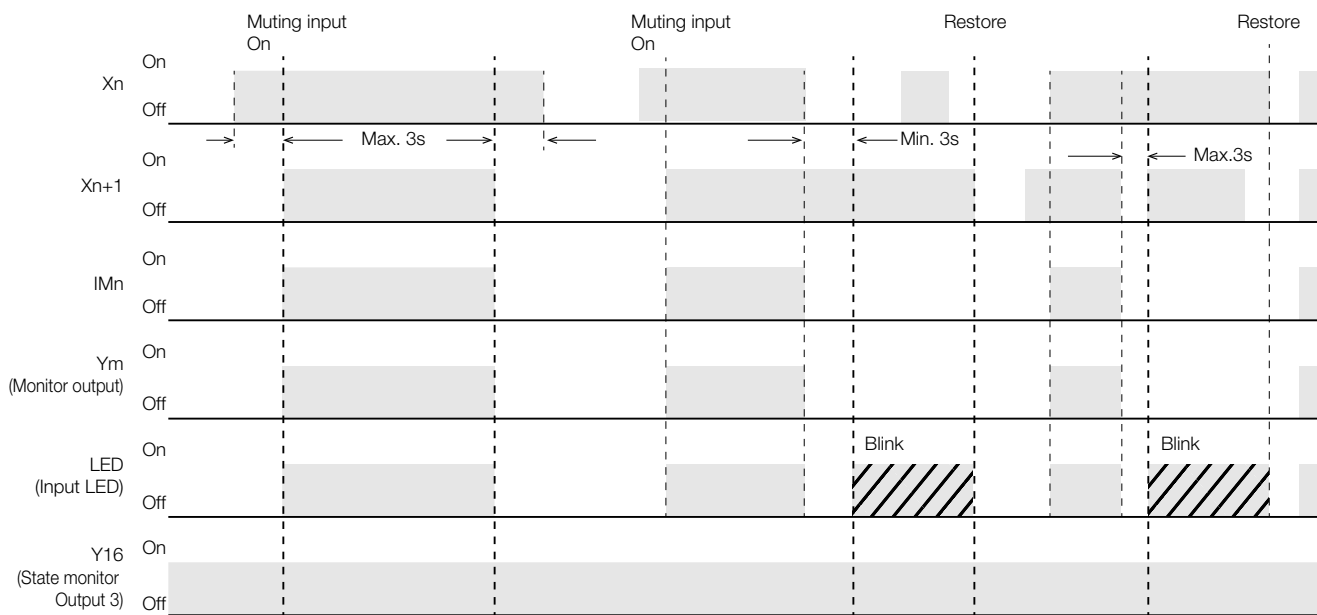 Muting input
On
Muting input
On
Restore
Restore
On
Xn
Off
Max. 3s
Min. 3s
On
Max.3s
Xn+1
Off
On
IMn
Off
On
Ym
(Monitor output)
Off
On
Blink
Blink
LED
(Input LED)
Off
On
Y16
(State monitor
Output 3)
Off